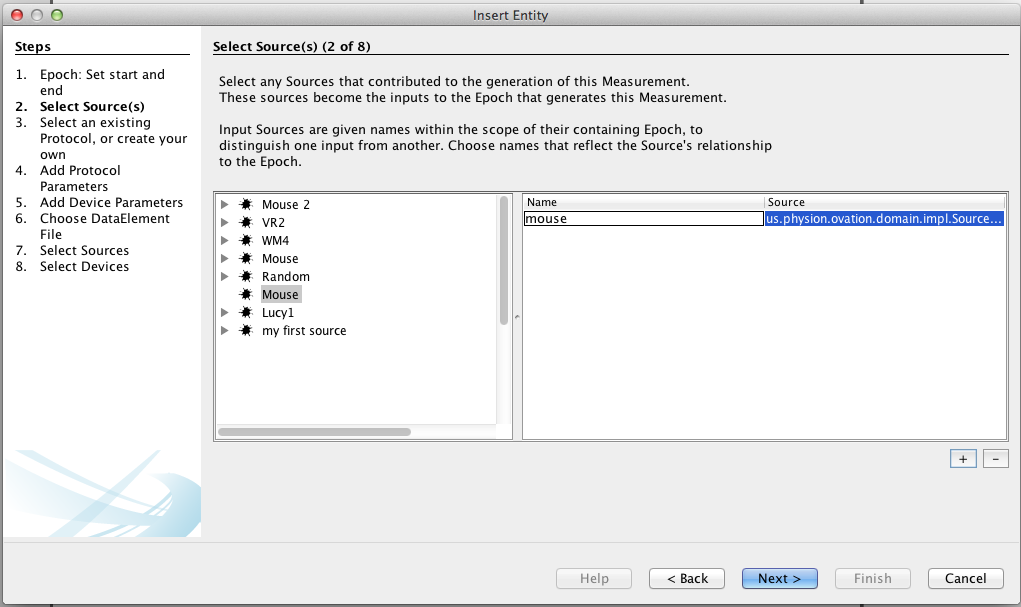 Insert Entity
Steps
1. Epoch: Set start and
end
2. Select Source(s)
3. Select an existing
Protocol, or create your
own
4. Add Protocol
Parameters
5. Add Device Parameters
6. Choose DataElement
File
7. Select Sources
8. Select Devices
Select Source(s) (2 of 8)
Select any Sources that contributed to the generation of this Measurement.
These sources become the inputs to the Epoch that generates this Measurement.
Input Sources are given names within the scope of their containing Epoch, to
distinguish one input from another. Choose names that reflect the Source's relationship
to the Epoch.
Mouse 2
VR2
WM4
Mouse
Random
Mouse
Lucy1
my first source
Name Source
mouse us.physion.ovation.domain.impl.Source...
+ -
Help < Back Next > Finish Cancel